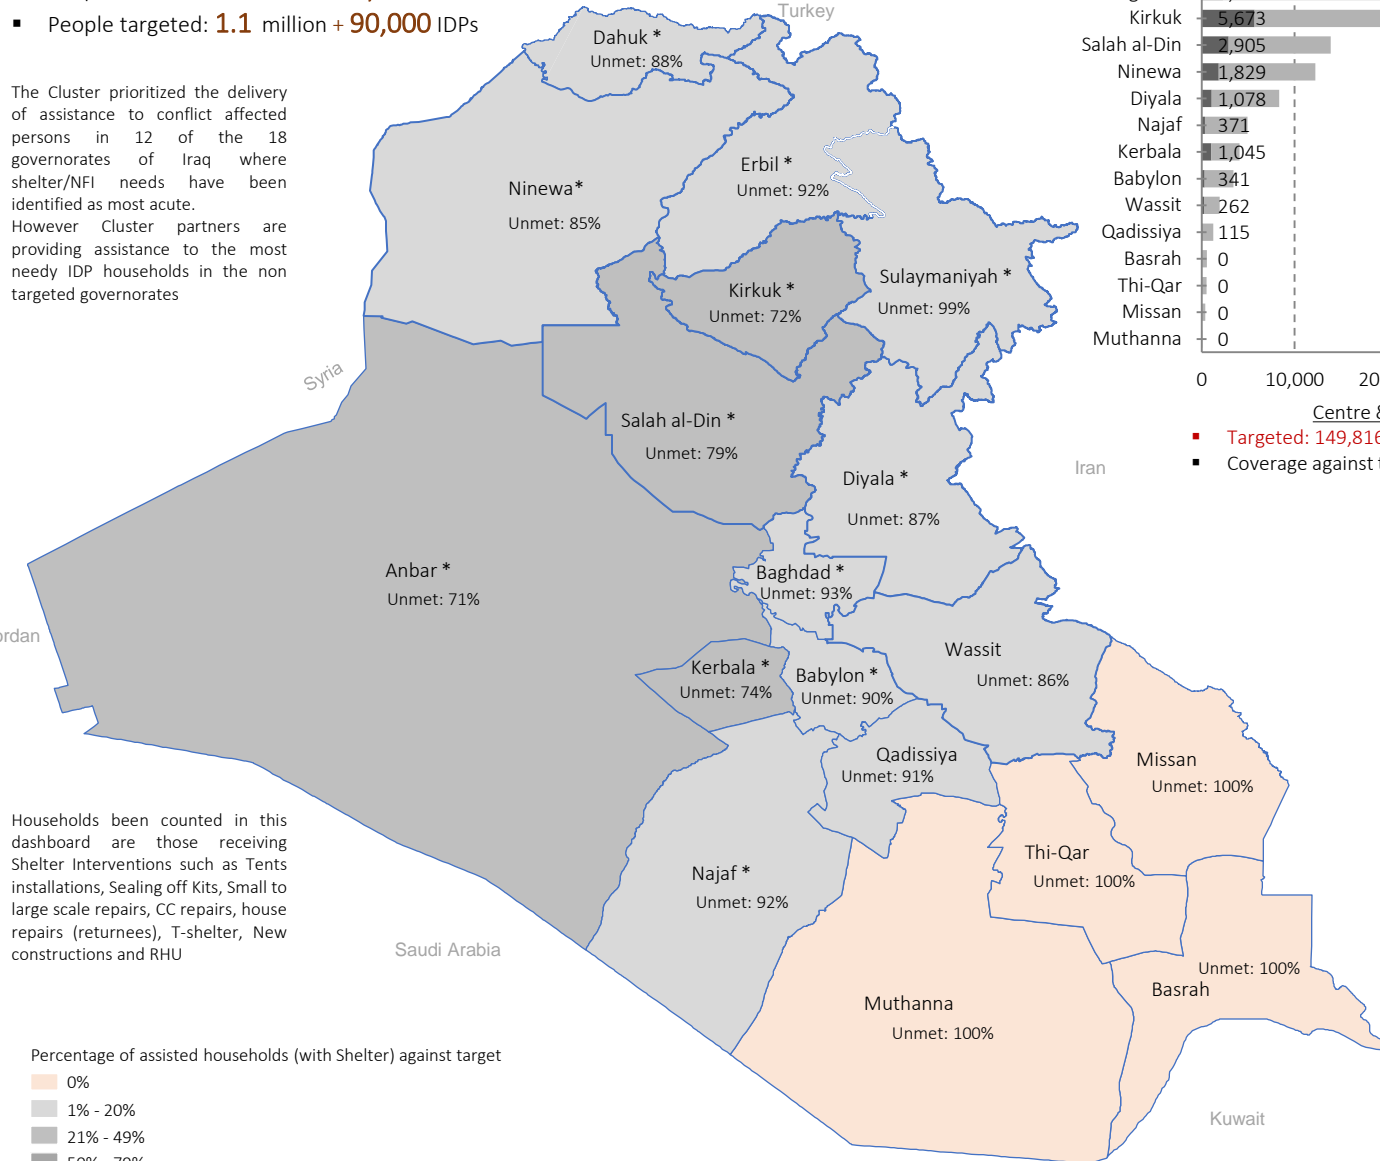 ▪ People targeted: 1.1 million + 90,000 IDPs
The Cluster prioritized the delivery
of assistance to conflict affected
persons in 12 of the 18
governorates of Iraq where
shelter/NFI needs have been
identified as most acute.
However Cluster partners are
providing assistance to the most
needy IDP households in the non
targeted governorates
Turkey
Dahuk *
Unmet: 88%
Erbil *
Unmet: 92%
Ninewa*
Unmet: 85%
Sulaymaniyah *
Unmet: 99%
Kirkuk *
Unmet: 72%
Syria
Salah al-Din *
Unmet: 79%
Iran
Diyala *
Unmet: 87%
Anbar *
Unmet: 71%
Baghdad *
Unmet: 93%
ordan
Wassit
Unmet: 86%
Kerbala *
Unmet: 74%
Babylon *
Unmet: 90%
Qadissiya
Unmet: 91%
Missan
Unmet: 100%
Thi-Qar
Unmet: 100%
Najaf *
Unmet: 92%
Unmet: 100%
Basrah
Muthanna
Unmet: 100%
Saudi Arabia
Kuwait
Kirkuk 5,673
Salah al-Din 2,905
Ninewa 1,829
Diyala 1,078
Najaf 371
Kerbala 1,045
Babylon 341
Wassit 262
Qadissiya 115
Basrah 0
Thi-Qar 0
Missan 0
Muthanna 0
0 10,000 20
Centre &
▪ Targeted: 149,816
▪ Coverage against t
Households been counted in this
dashboard are those receiving
Shelter Interventions such as Tents
installations, Sealing off Kits, Small to
large scale repairs, CC repairs, house
repairs (returnees), T-shelter, New
constructions and RHU
Percentage of assisted households (with Shelter) against target
0%
1% - 20%
21% - 49%